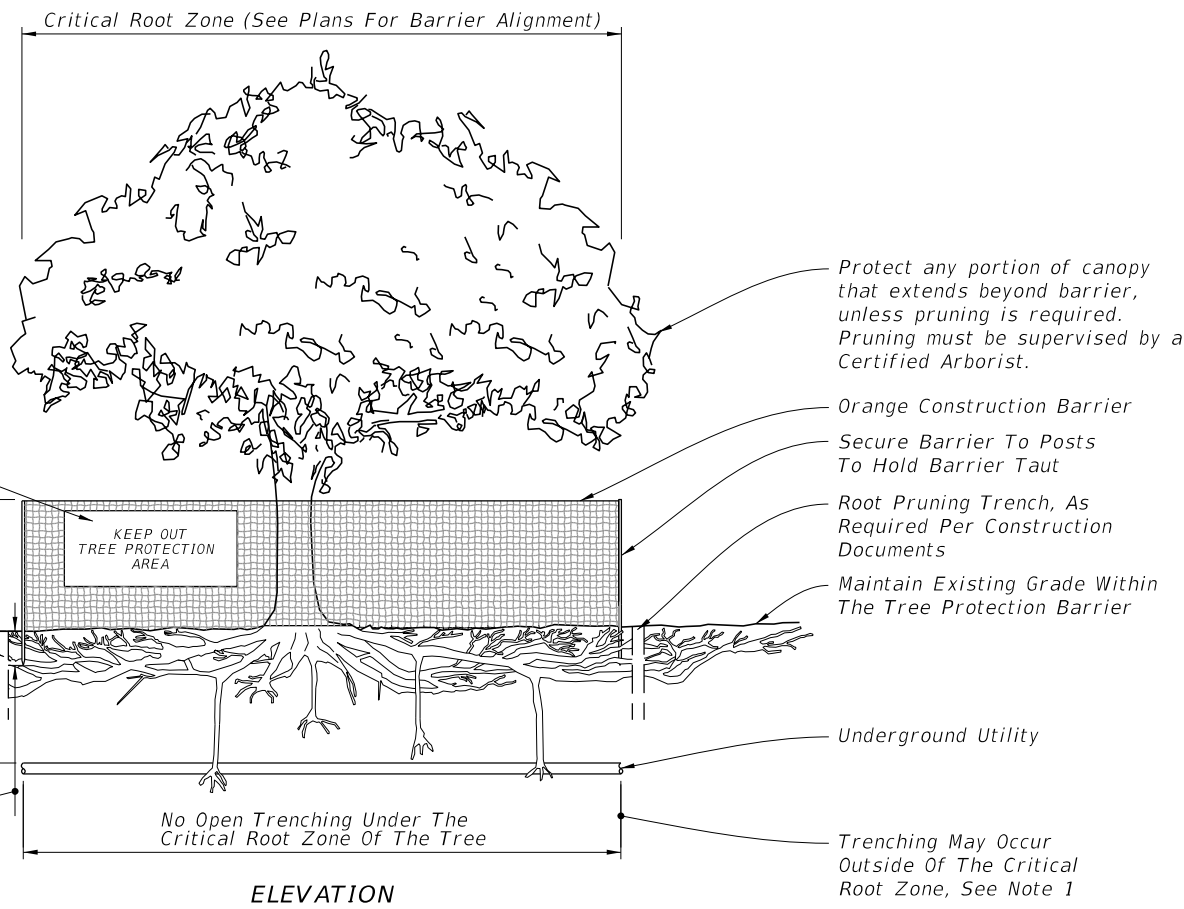 Critical Root Zone (See Plans For Barrier Alignment)
Protect any portion of canopy
that extends beyond barrier,
unless pruning is required.
Pruning must be supervised by a
Certified Arborist.
Orange Construction Barrier
Secure Barrier To Posts
To Hold Barrier Taut
Root Pruning Trench, As
Required Per Construction
Documents
KEEP OUT
TREE PROTECTION
AREA
Maintain Existing Grade Within
The Tree Protection Barrier
Underground Utility
No Open Trenching Under The
Critical Root Zone Of The Tree
Trenching May Occur
Outside Of The Critical
Root Zone, See Note 1
ELEVATION